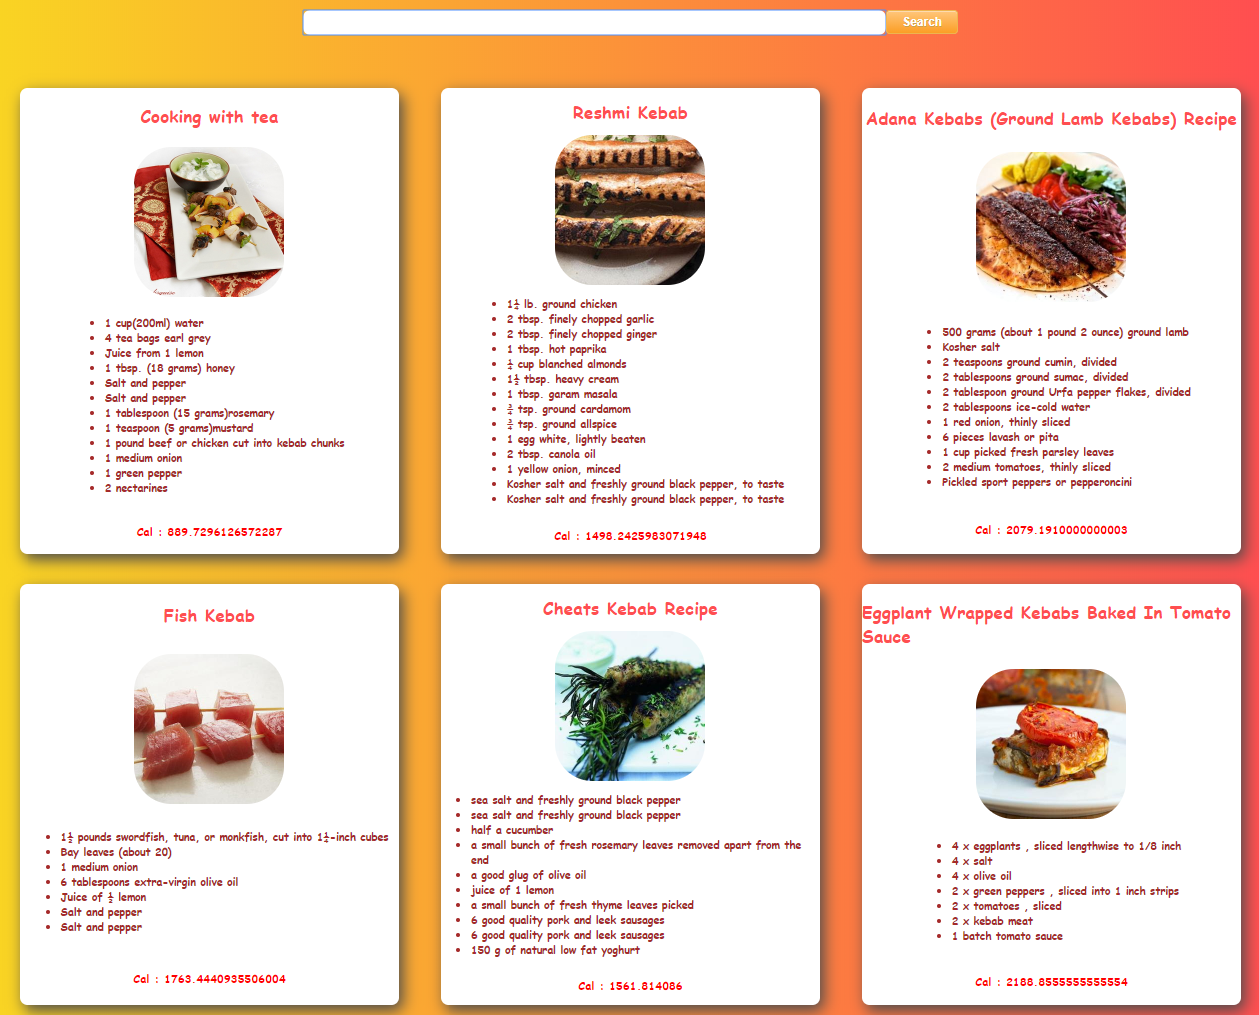 Search
Cooking with tea
1 cup(200ml) water
4 tea bags earl grey
Juice from 1 lemon
1 tbsp. (18 grams) honey
Salt and pepper
Salt and pepper
1 tablespoon (15 grams)rosemary
1 teaspoon (5 grams)mustard
1 pound beef or chicken cut into kebab chunks
1 medium onion
1 green pepper
2 nectarines
Cal : 889.7296126572287
Reshmi Kebab
1½ lb. ground chicken
2 tbsp. finely chopped garlic
2 tbsp. finely chopped ginger
1 tbsp. hot paprika
½ cup blanched almonds
1½ tbsp. heavy cream
1 tbsp. garam masala
¾ tsp. ground cardamom
¾ tsp. ground allspice
1 egg white, lightly beaten
2 tbsp. canola oil
1 yellow onion, minced
Kosher salt and freshly ground black pepper, to taste
Kosher salt and freshly ground black pepper, to taste
Cal : 1498.2425983071948
Adana Kebabs (Ground Lamb Kebabs) Recipe
500 grams (about 1 pound 2 ounce) ground lamb
Kosher salt
2 teaspoons ground cumin, divided
2 tablespoons ground sumac, divided
2 tablespoon ground Urfa pepper flakes, divided
2 tablespoons ice-cold water
1 red onion, thinly sliced
6 pieces lavash or pita
1 cup picked fresh parsley leaves
2 medium tomatoes, thinly sliced
Pickled sport peppers or pepperoncini
Cal : 2079.1910000000003
Fish Kebab
1½ pounds swordfish, tuna, or monkfish, cut into 1½-inch cubes
Bay leaves (about 20)
1 medium onion
6 tablespoons extra-virgin olive oil
Juice of ½ lemon
Salt and pepper
Salt and pepper
Cal : 1763.4440935506004
Cheats Kebab Recipe
sea salt and freshly ground black pepper
sea salt and freshly ground black pepper
half a cucumber
a small bunch of fresh rosemary leaves removed apart from the
end
a good glug of olive oil
juice of 1 lemon
a small bunch of fresh thyme leaves picked
6 good quality pork and leek sausages
6 good quality pork and leek sausages
150 g of natural low fat yoghurt
Cal : 1561.814086
Eggplant Wrapped Kebabs Baked In Tomato
Sauce
4 x eggplants , sliced lengthwise to 1/8 inch
4 x salt
4 x olive oil
2 x green peppers , sliced into 1 inch strips
2 x tomatoes , sliced
2 x kebab meat
1 batch tomato sauce
Cal : 2188.8555555555554